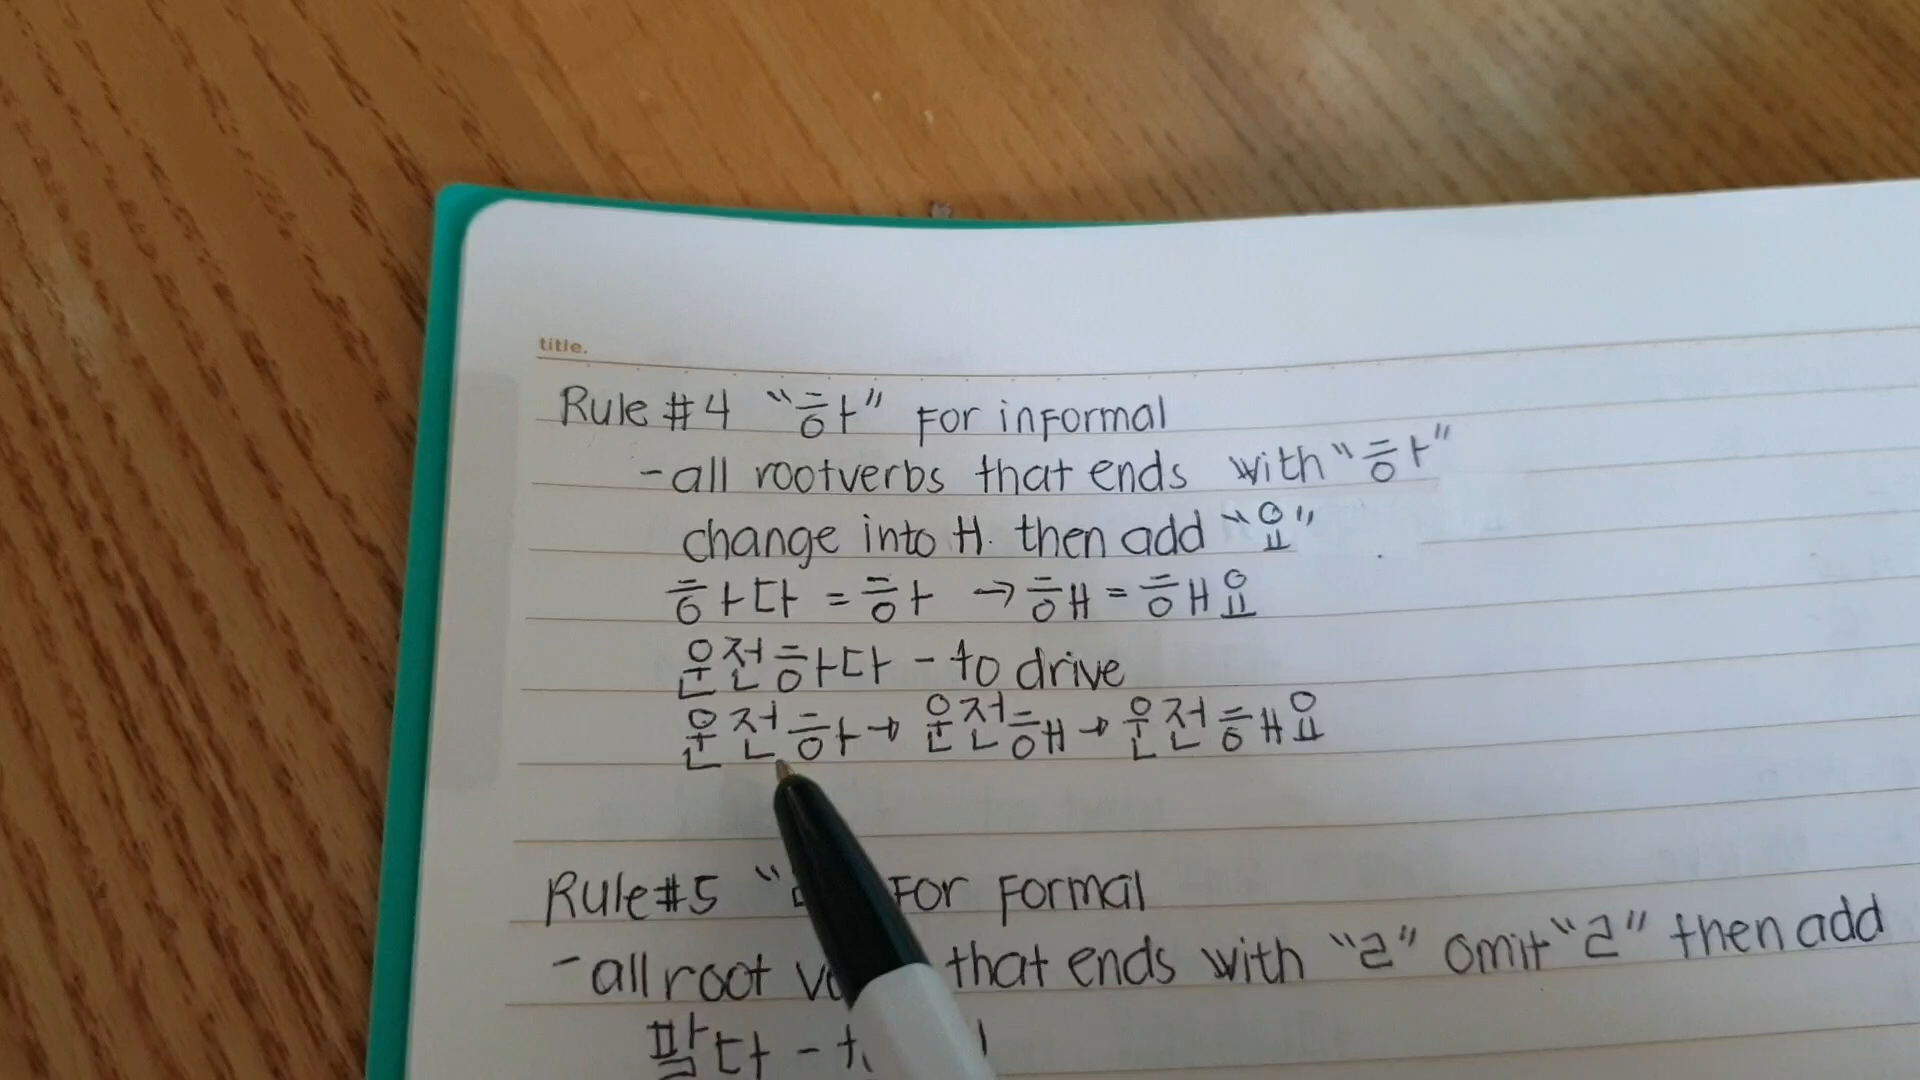 title.
Rule #4 "하" For informal
-all rootverbs that ends with "하"
change into ㅐ. then add "요"
하다 = 하 → 해 = 해요
운전하다 - to drive
운전하 → 운전해 → 운전해요
Rule #5 " For Formal
- all root that ends with "ㄹ" omit "ㄹ" then add
팔다 -